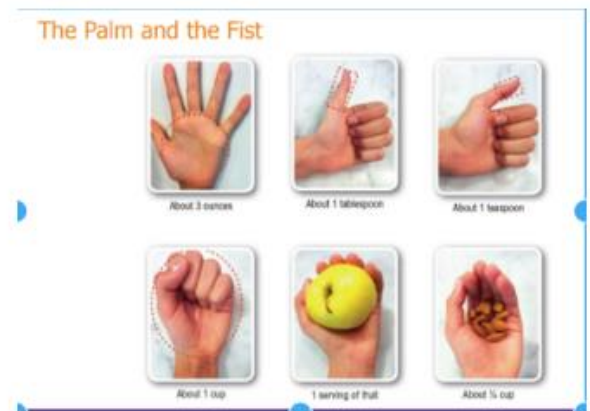 The Palm and the Fist
About 3 ounces
About 1 tablespoon
About 1 teaspoon
About 1 cup
1 serving of fruit
About ¼ cup